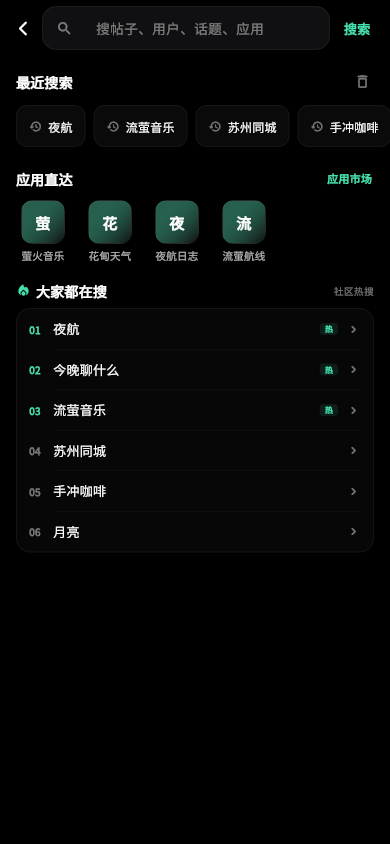 搜帖子、用户、话题、应用 搜索
最近搜索
夜航 流萤音乐 苏州同城 手冲咖啡
应用直达 应用市场
萤 花 夜 流
萤火音乐 花甸天气 夜航日志 流萤航线
大家都在搜 社区热搜
01 夜航 热
02 今晚聊什么 热
03 流萤音乐 热
04 苏州同城
05 手冲咖啡
06 月亮